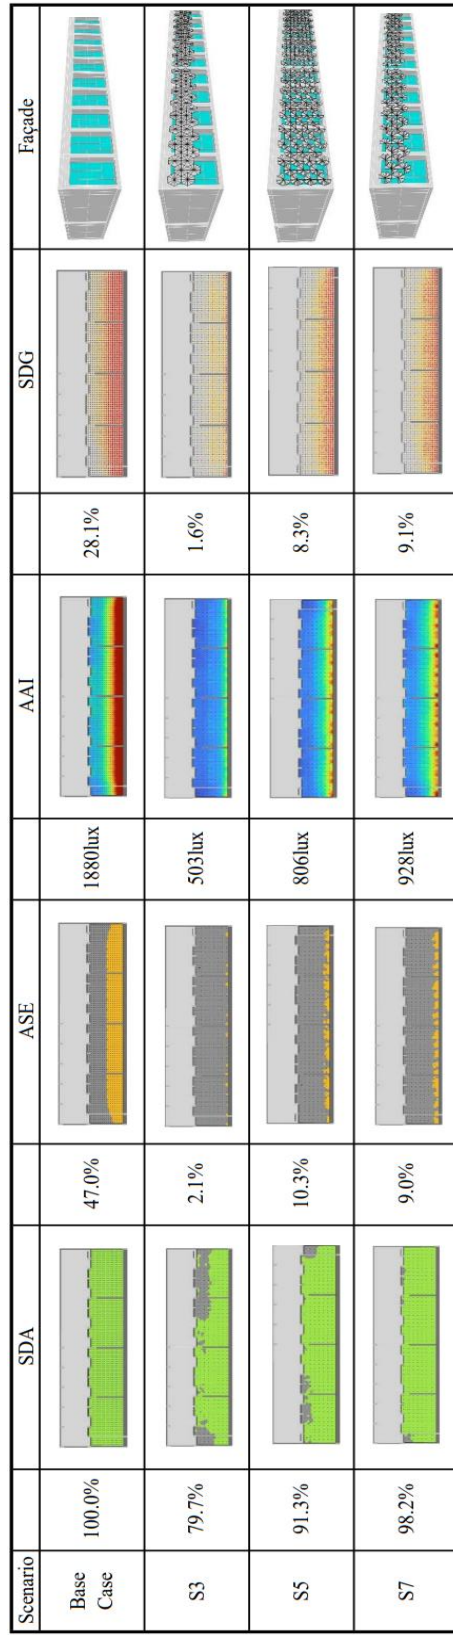 Scenario SDA ASE AAI SDG Façade
Base
Case
100.0% 47.0% 1880lux 28.1%
S3 79.7% 2.1% 503lux 1.6%
S5 91.3% 10.3% 806lux 8.3%
S7 98.2% 9.0% 928lux 9.1%